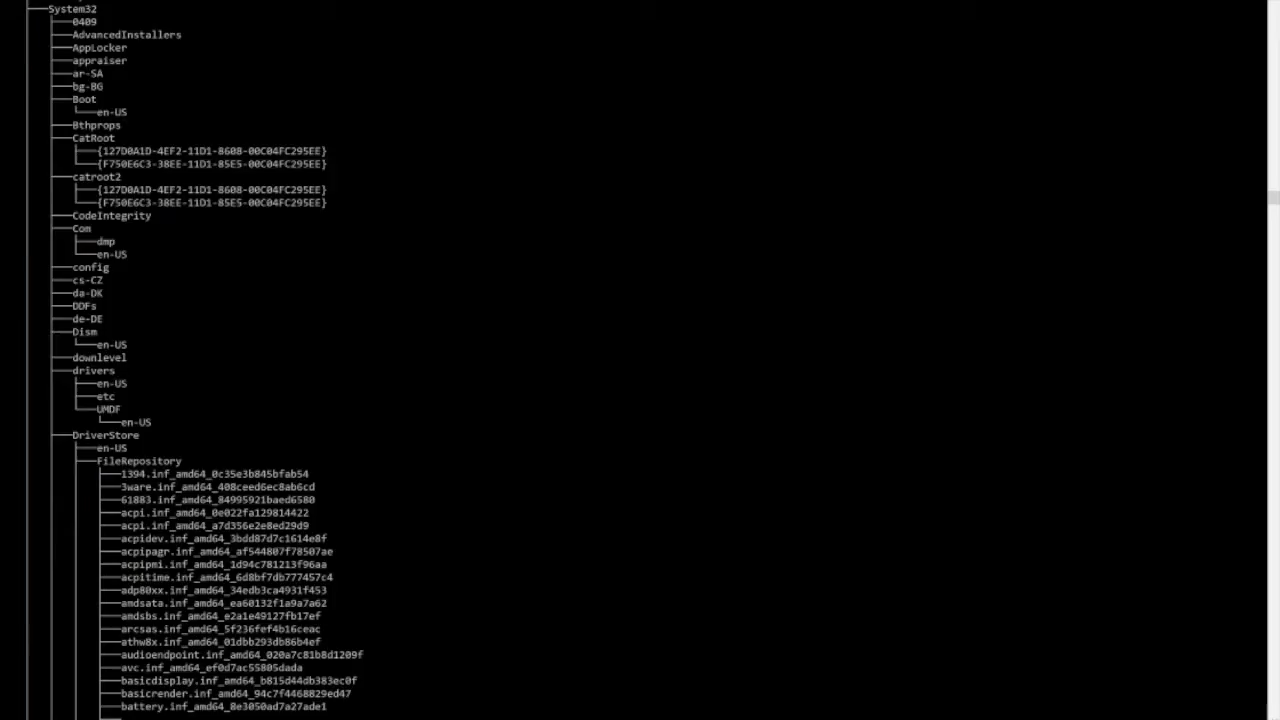 System32
0409
AdvancedInstallers
AppLocker
appraiser
ar-SA
bg-BG
Boot
en-US
Bthprops
CatRoot
{127D0A1D-4EF2-11D1-8608-00C04FC295EE}
{F750E6C3-38EE-11D1-85E5-00C04FC295EE}
catroot2
{127D0A1D-4EF2-11D1-8608-00C04FC295EE}
{F750E6C3-38EE-11D1-85E5-00C04FC295EE}
CodeIntegrity
Com
dmp
en-US
config
cs-CZ
da-DK
DDFs
de-DE
Dism
en-US
downlevel
drivers
en-US
etc
UMDF
en-US
DriverStore
en-US
FileRepository
1394.inf_amd64_0c35e3b845bfab54
3ware.inf_amd64_408ceed6ec8ab6cd
61883.inf_amd64_84995921baed6580
acpi.inf_amd64_0e022fa129814422
acpi.inf_amd64_a7d356e2e8ed29d9
acpidev.inf_amd64_3bdd87d7c1614e8f
acpipagr.inf_amd64_af544807f78507ae
acpipmi.inf_amd64_1d94c781213f96aa
acpitime.inf_amd64_6d8bf7db777457c4
adp80xx.inf_amd64_34edb3ca4931f453
amdsata.inf_amd64_ea60132f1a9a7a62
amdsbs.inf_amd64_e2a1e49127fb17ef
arcsas.inf_amd64_5f236fef4b16ceac
athw8x.inf_amd64_01dbb293db86b4ef
audioendpoint.inf_amd64_020a7c81b8d1209f
avc.inf_amd64_ef0d7ac55805dada
basicdisplay.inf_amd64_b815d44db383ec0f
basicrender.inf_amd64_94c7f4468829ed47
battery.inf_amd64_8e3050ad7a27ade1